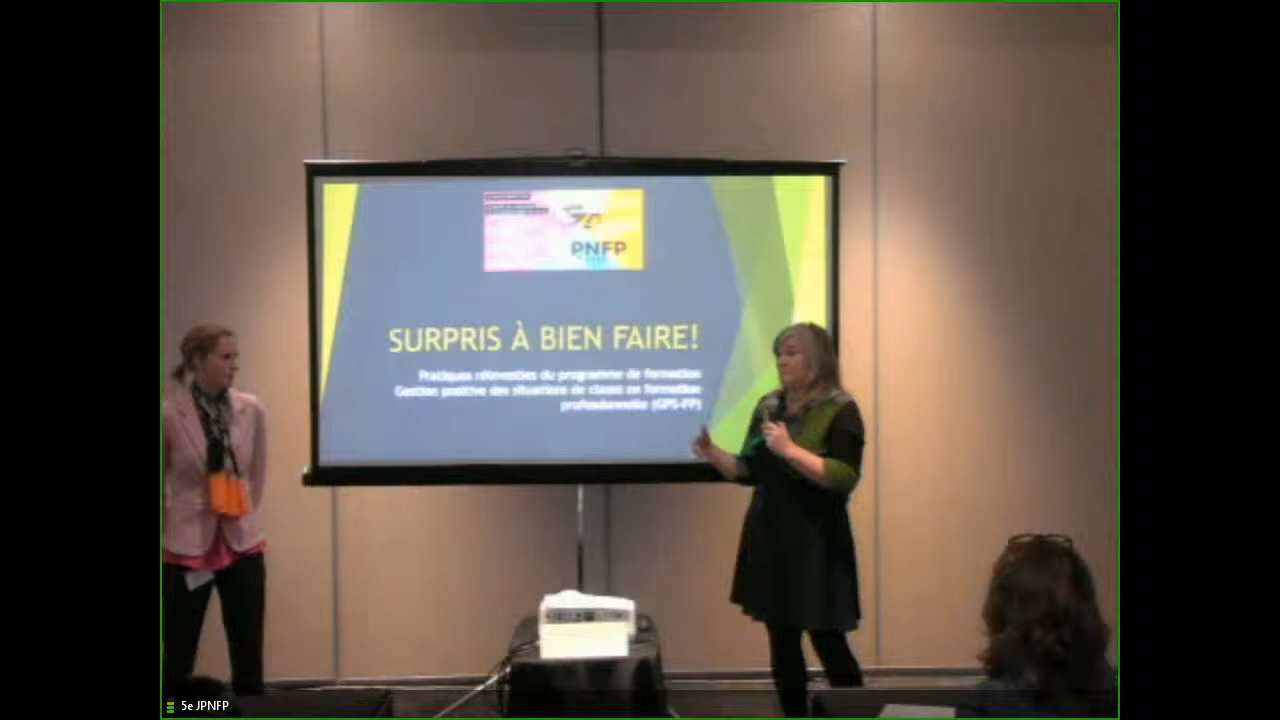 PNFP
SURPRIS À BIEN FAIRE!
Pratiques réinvesties du programme de formation
Gestion positive des situations de classe en formation
professionnelle (GPS-FP)
5e JPNFP